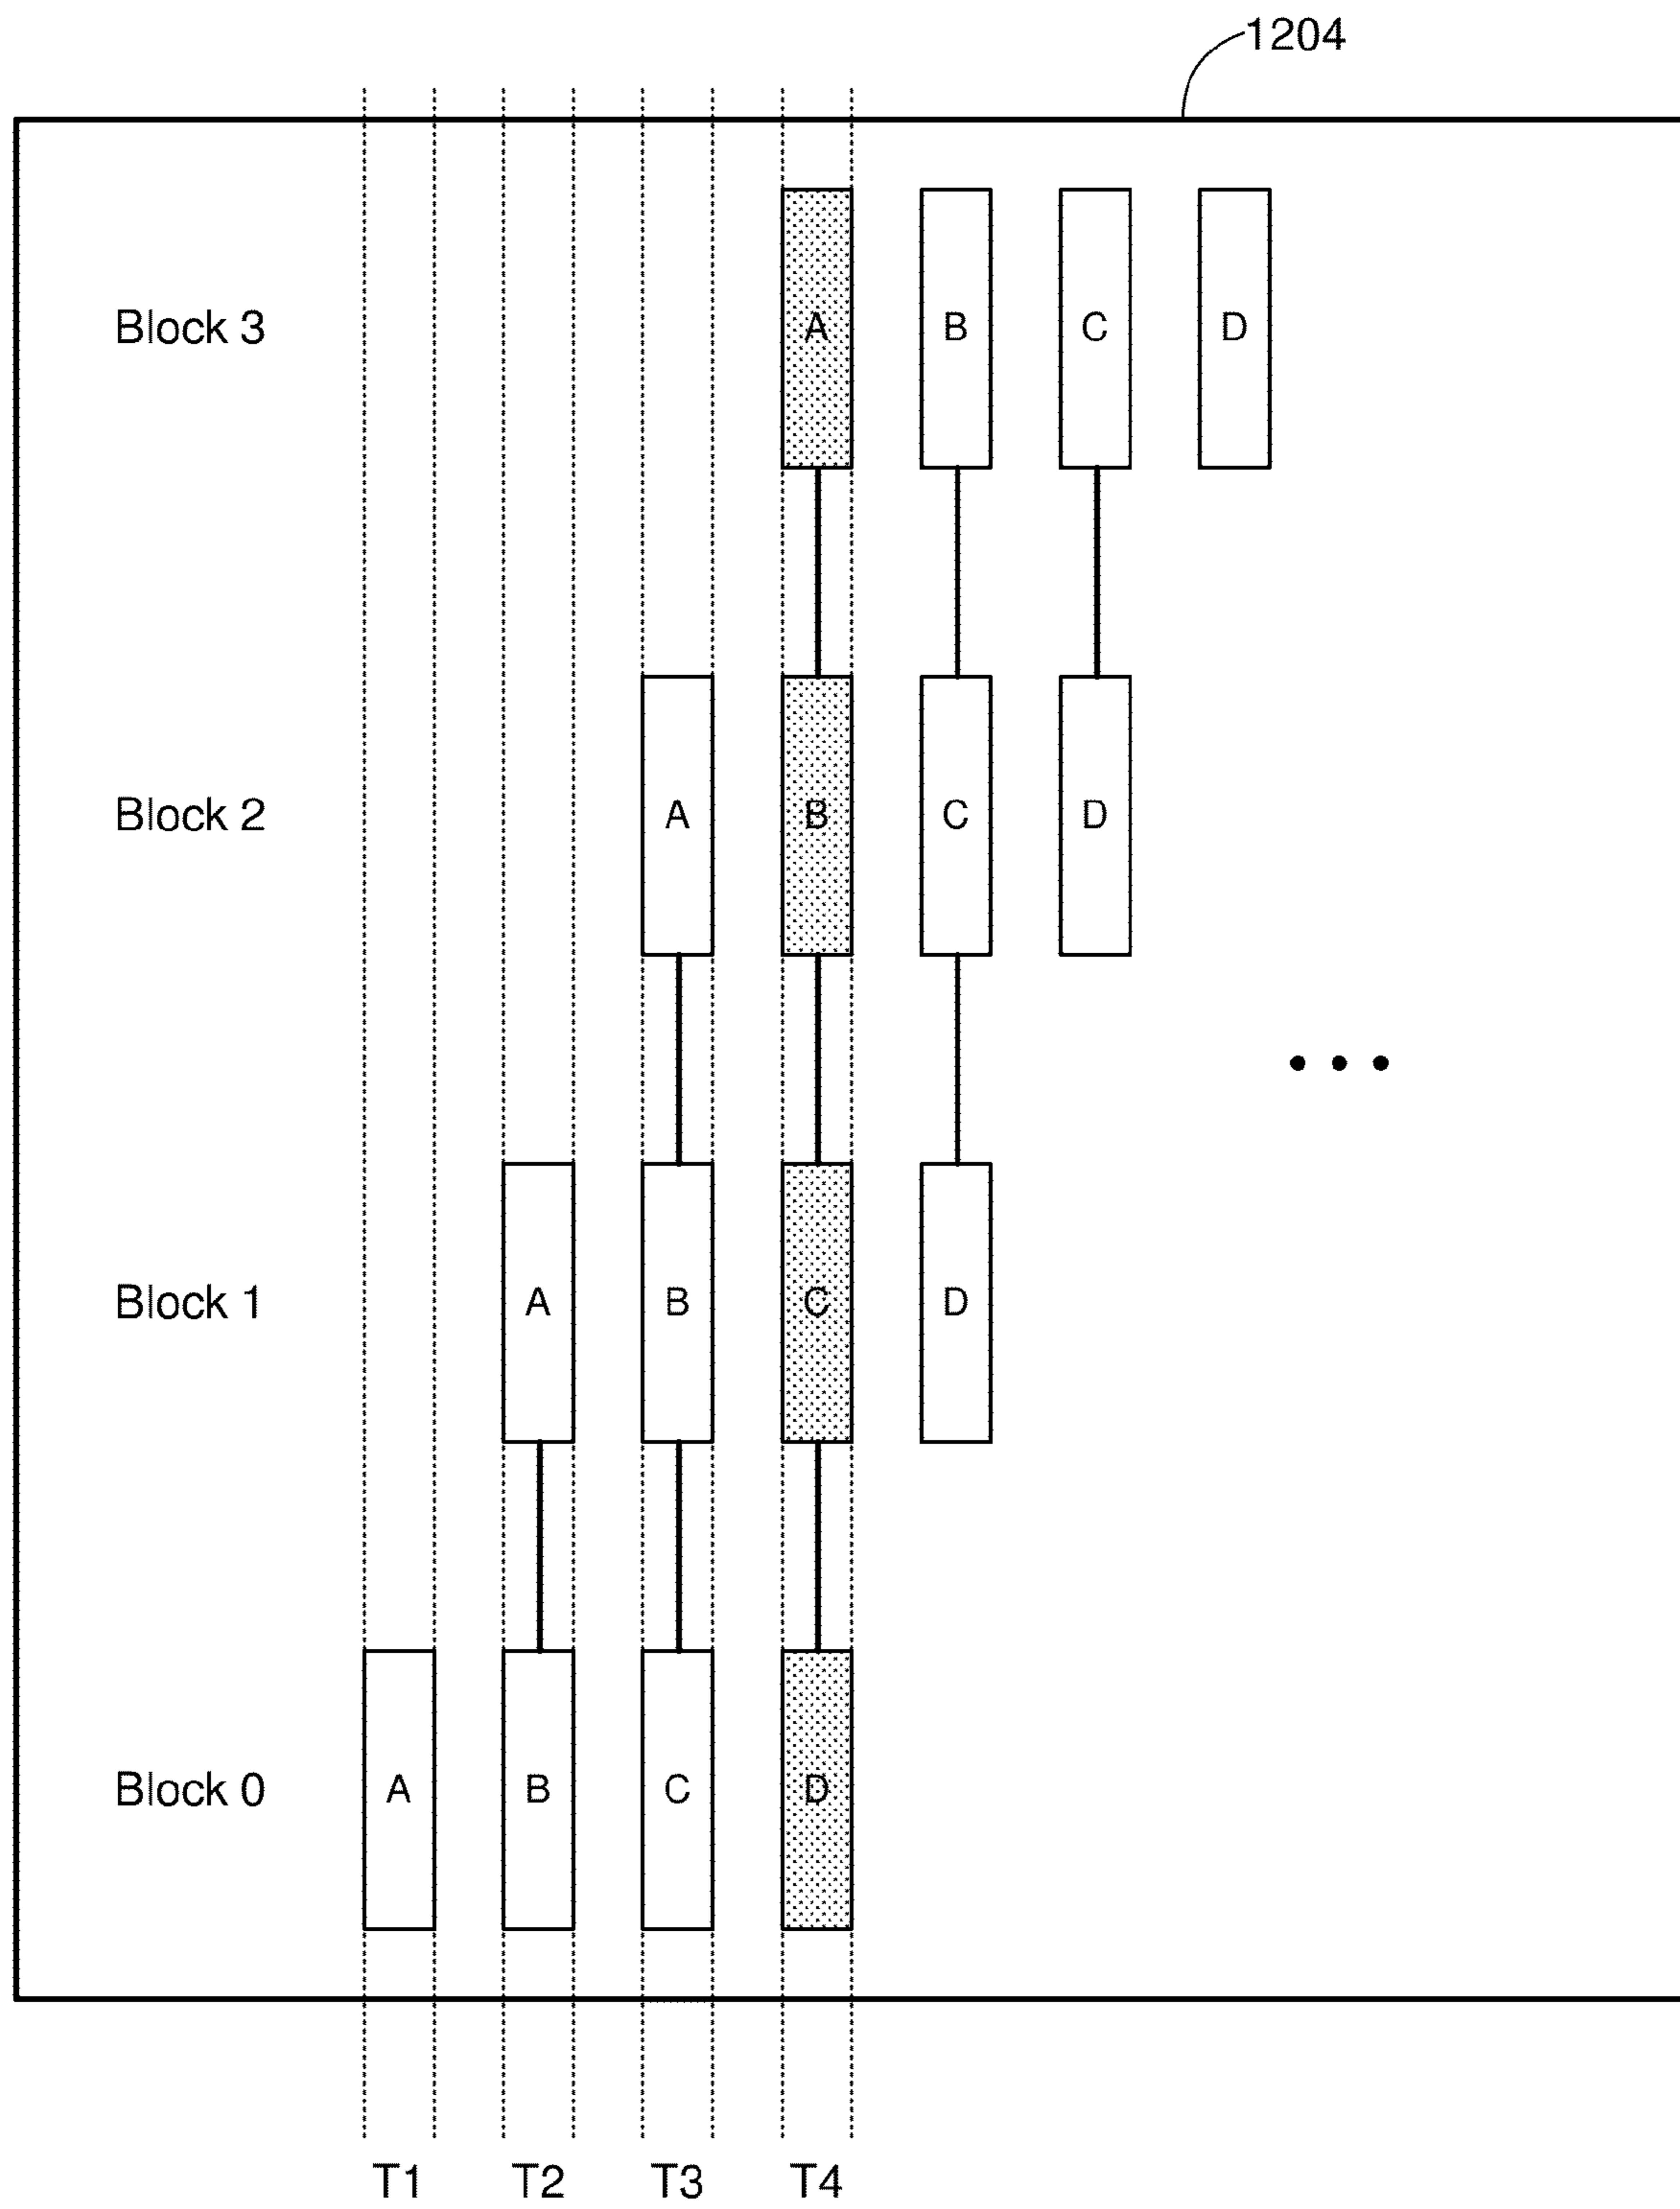 1204
Block 3 A B C D
Block 2 A B C D
Block 1 A B C D
Block 0 A B C D
T1 T2 T3 T4